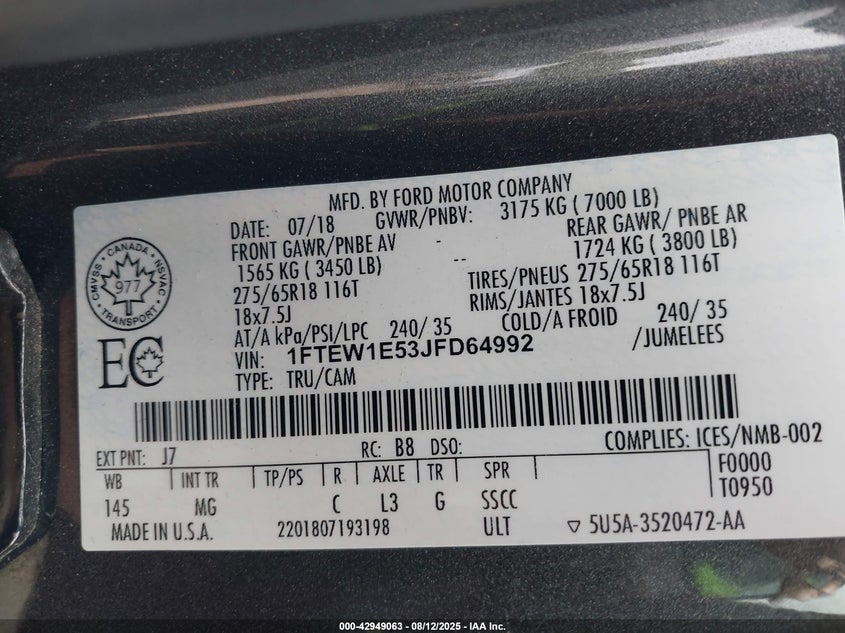 MFD. BY FORD MOTOR COMPANY
DATE: 07/18 GVWR/PNBV: 3175 KG ( 7000 LB)
FRONT GAWR/PNBE AV - REAR GAWR/ PNBE AR
1565 KG ( 3450 LB) -- 1724 KG ( 3800 LB)
275/65R18 116T TIRES/PNEUS 275/65R18 116T
18x7.5J RIMS/JANTES 18x7.5J
AT/A kPa/PSI/LPC 240/ 35 COLD/A FROID 240/ 35
VIN: 1FTEW1E53JFD64992 /JUMELEES
TYPE: TRU/CAM
CANADA
CMVSS 977 NSVAC
TRANSPORT
EC
EXT PNT: J7 RC: B8 DSO: COMPLIES: ICES/NMB-002
WB INT TR TP/PS R AXLE TR SPR F0000
145 MG C L3 G SSCC T0950
MADE IN U.S.A. 2201807193198 ULT 5U5A-3520472-AA
000-42949063 - 08/12/2025 - IAA Inc.